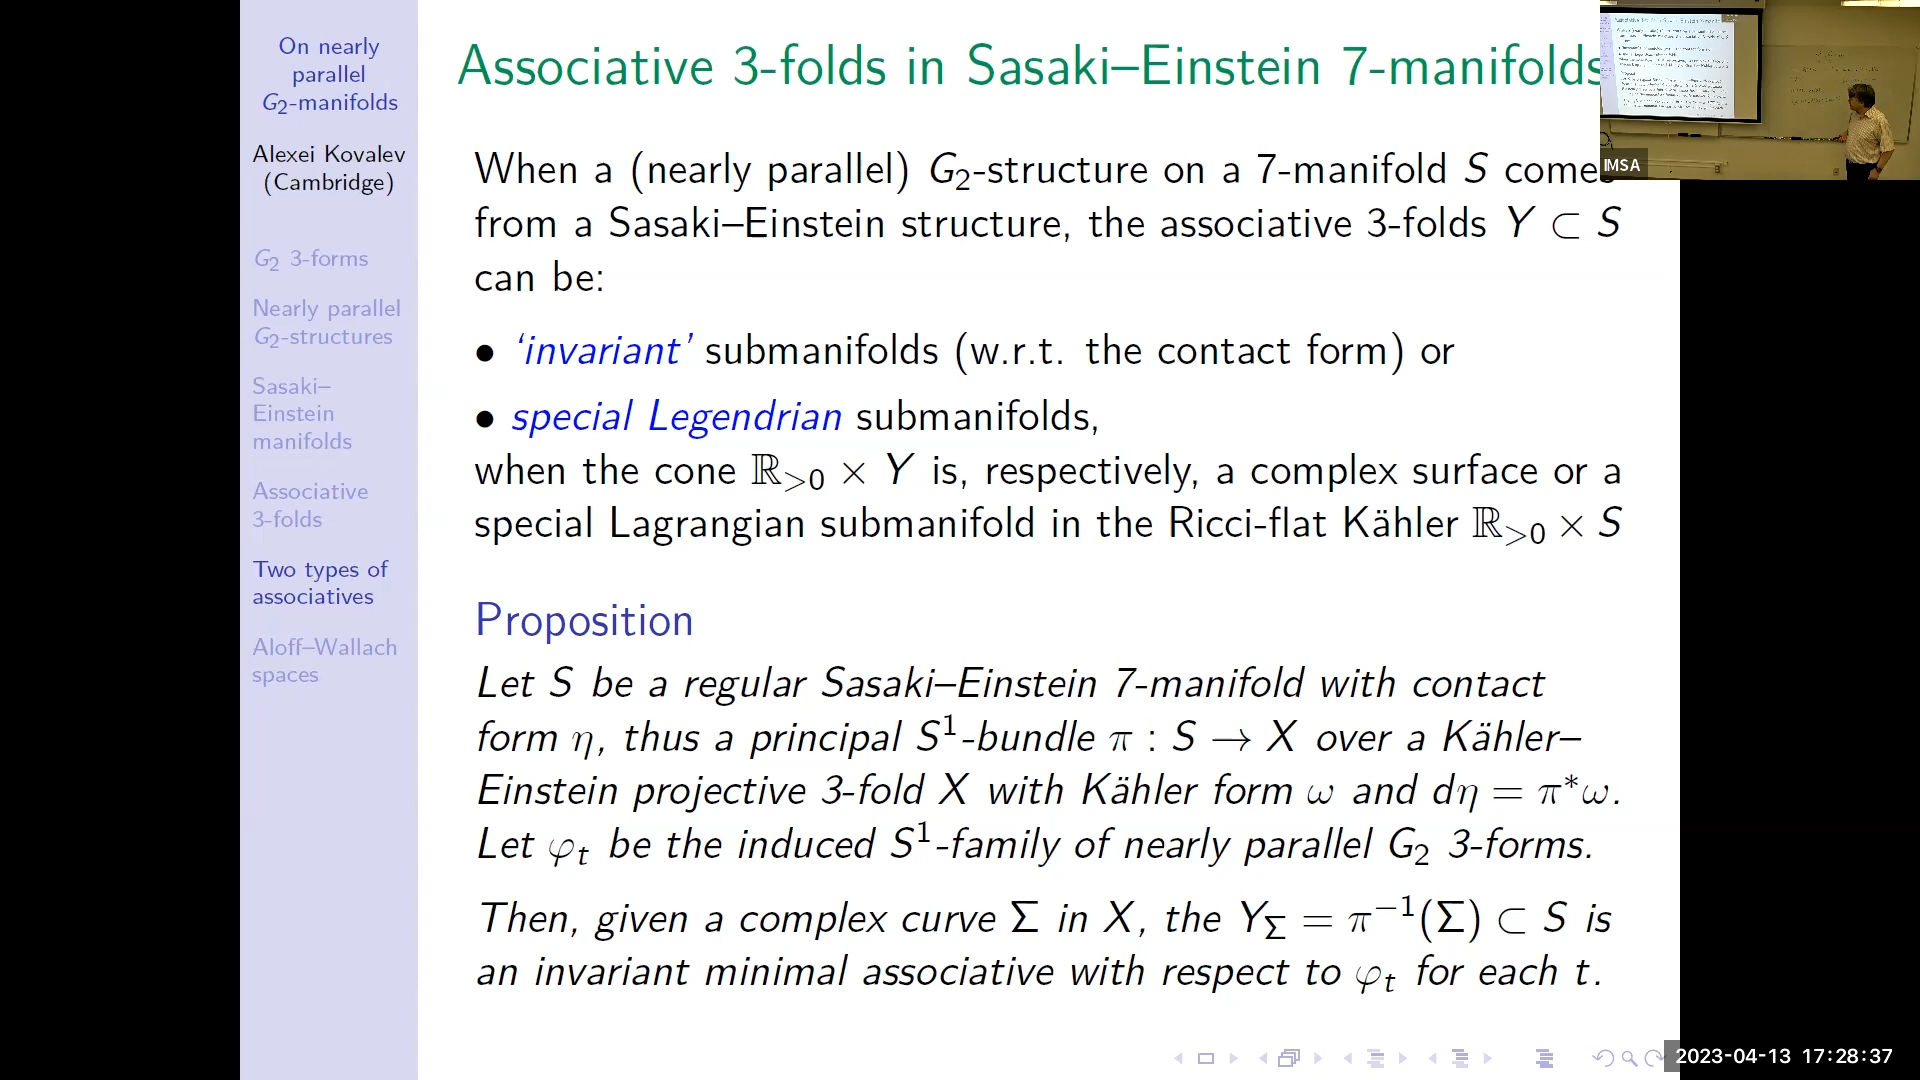 On nearly
parallel
G₂-manifolds
Alexei Kovalev
(Cambridge)
G₂ 3-forms
Nearly parallel
G₂-structures
Sasaki–
Einstein
manifolds
Associative
3-folds
Two types of
associatives
Aloff–Wallach
spaces
Associative 3-folds in Sasaki–Einstein 7-manifolds
When a (nearly parallel) G₂-structure on a 7-manifold S comes
from a Sasaki–Einstein structure, the associative 3-folds Y ⊂ S
can be:
• ‘invariant’ submanifolds (w.r.t. the contact form) or
• special Legendrian submanifolds,
when the cone ℝ_{>0} × Y is, respectively, a complex surface or a
special Lagrangian submanifold in the Ricci-flat Kähler ℝ_{>0} × S
Proposition
Let S be a regular Sasaki–Einstein 7-manifold with contact
form η, thus a principal S¹-bundle π : S → X over a Kähler–
Einstein projective 3-fold X with Kähler form ω and dη = π*ω.
Let φ_t be the induced S¹-family of nearly parallel G₂ 3-forms.
Then, given a complex curve Σ in X, the Y_Σ = π⁻¹(Σ) ⊂ S is
an invariant minimal associative with respect to φ_t for each t.
IMSA
2023-04-13 17:28:37